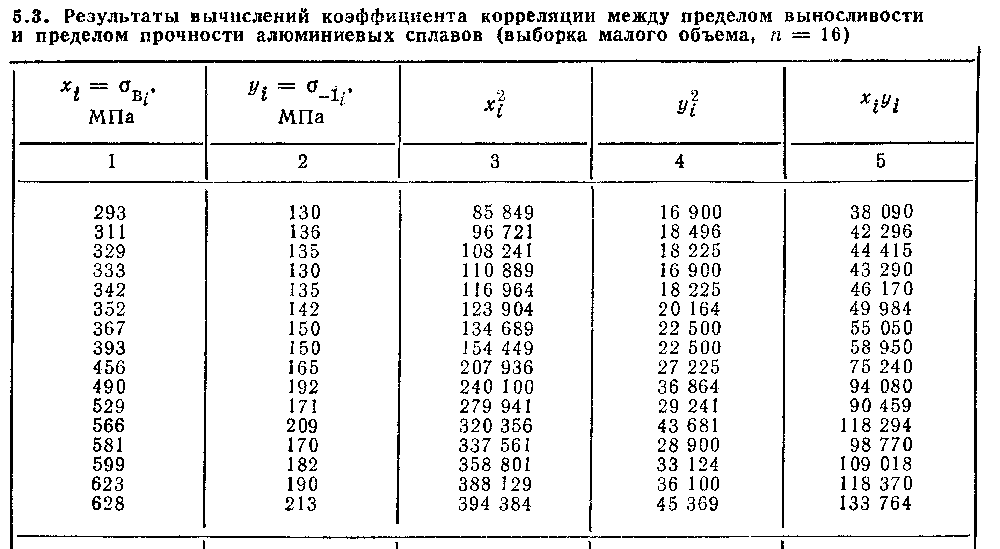 5.3. Результаты вычислений коэффициента корреляции между пределом выносливости
и пределом прочности алюминиевых сплавов (выборка малого объема, n = 16)
x_i = σ_{в_i}, МПа	y_i = σ_{-1_i}, МПа	x_i^2	y_i^2	x_i y_i
1	2	3	4	5
293	130	85 849	16 900	38 090
311	136	96 721	18 496	42 296
329	135	108 241	18 225	44 415
333	130	110 889	16 900	43 290
342	135	116 964	18 225	46 170
352	142	123 904	20 164	49 984
367	150	134 689	22 500	55 050
393	150	154 449	22 500	58 950
456	165	207 936	27 225	75 240
490	192	240 100	36 864	94 080
529	171	279 941	29 241	90 459
566	209	320 356	43 681	118 294
581	170	337 561	28 900	98 770
599	182	358 801	33 124	109 018
623	190	388 129	36 100	118 370
628	213	394 384	45 369	133 764